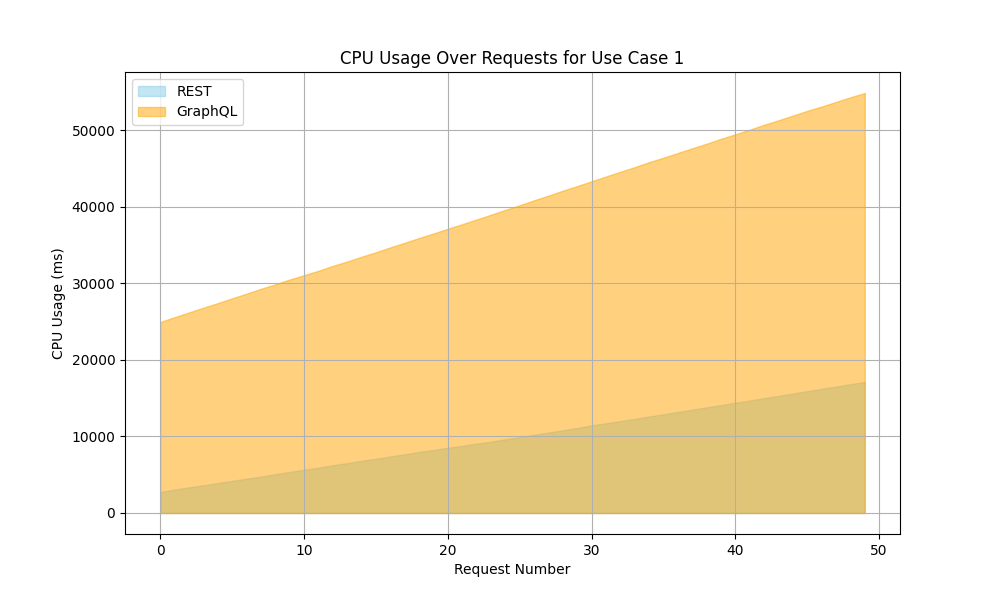 CPU Usage Over Requests for Use Case 1
REST
GraphQL
50000
40000
30000
20000
10000
0
CPU Usage (ms)
0 10 20 30 40 50
Request Number